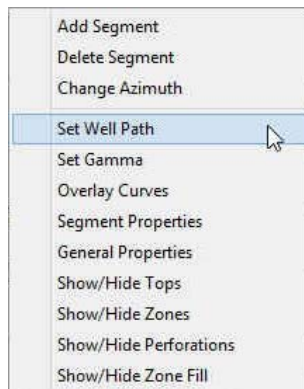 Add Segment
Delete Segment
Change Azimuth
Set Well Path
Set Gamma
Overlay Curves
Segment Properties
General Properties
Show/Hide Tops
Show/Hide Zones
Show/Hide Perforations
Show/Hide Zone Fill